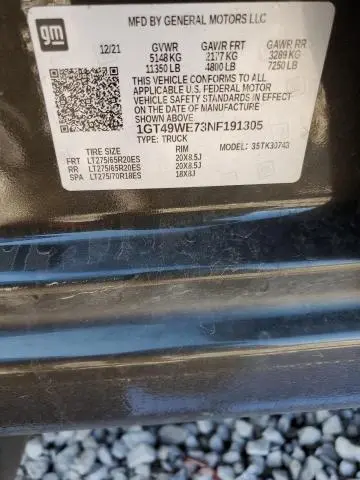 gm
MFD BY GENERAL MOTORS LLC
12/21 GVWR GAWR FRT GAWR RR
5148 KG 2177 KG 3289 KG
11350 LB 4800 LB 7250 LB
THIS VEHICLE CONFORMS TO ALL APPLICABLE
U.S. FEDERAL MOTOR VEHICLE SAFETY
STANDARDS IN EFFECT ON THE DATE
OF MANUFACTURE SHOWN ABOVE.
1GT49WE73NF191305
TYPE: TRUCK
MODEL: 35TK30743
TIRE SIZE RIM
FRT LT275/65R20ES 20X8.5J
RR LT275/65R20ES 20X8.5J
SPA LT275/70R18ES 18X8J